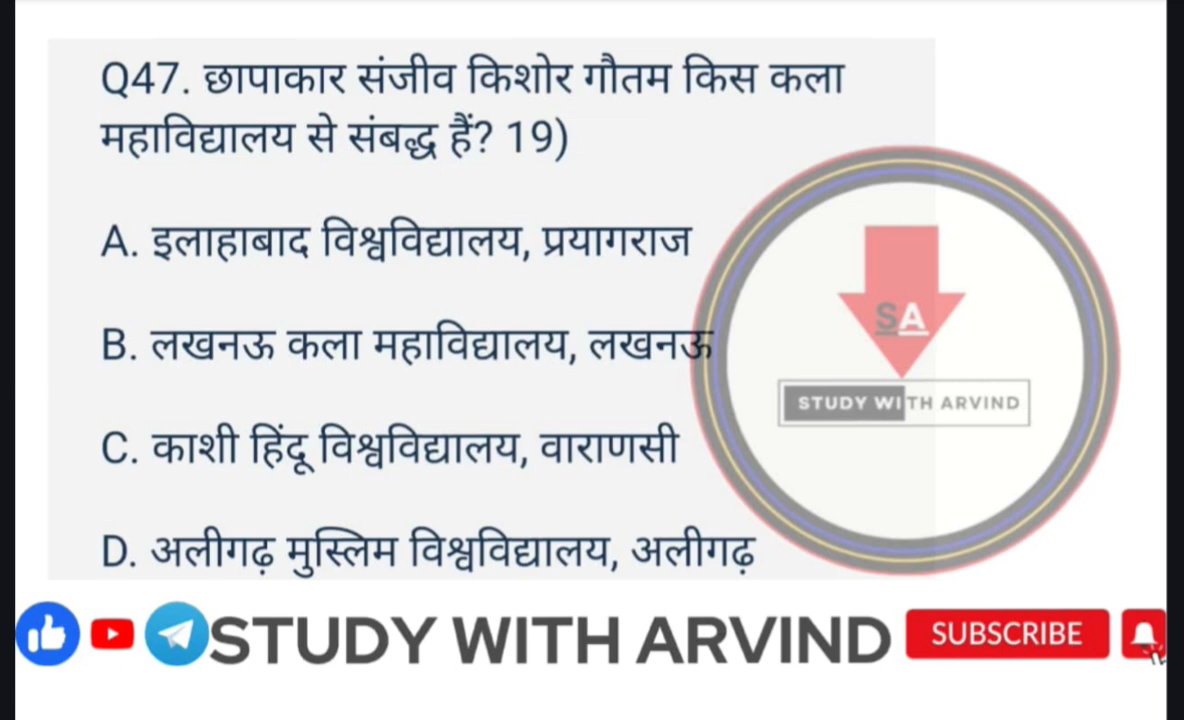 Q47. छापाकार संजीव किशोर गौतम किस कला
महाविद्यालय से संबद्ध हैं? 19)
A. इलाहाबाद विश्वविद्यालय, प्रयागराज
B. लखनऊ कला महाविद्यालय, लखनऊ
SA
STUDY WITH ARVIND
C. काशी हिंदू विश्वविद्यालय, वाराणसी
D. अलीगढ़ मुस्लिम विश्वविद्यालय, अलीगढ़
STUDY WITH ARVIND SUBSCRIBE